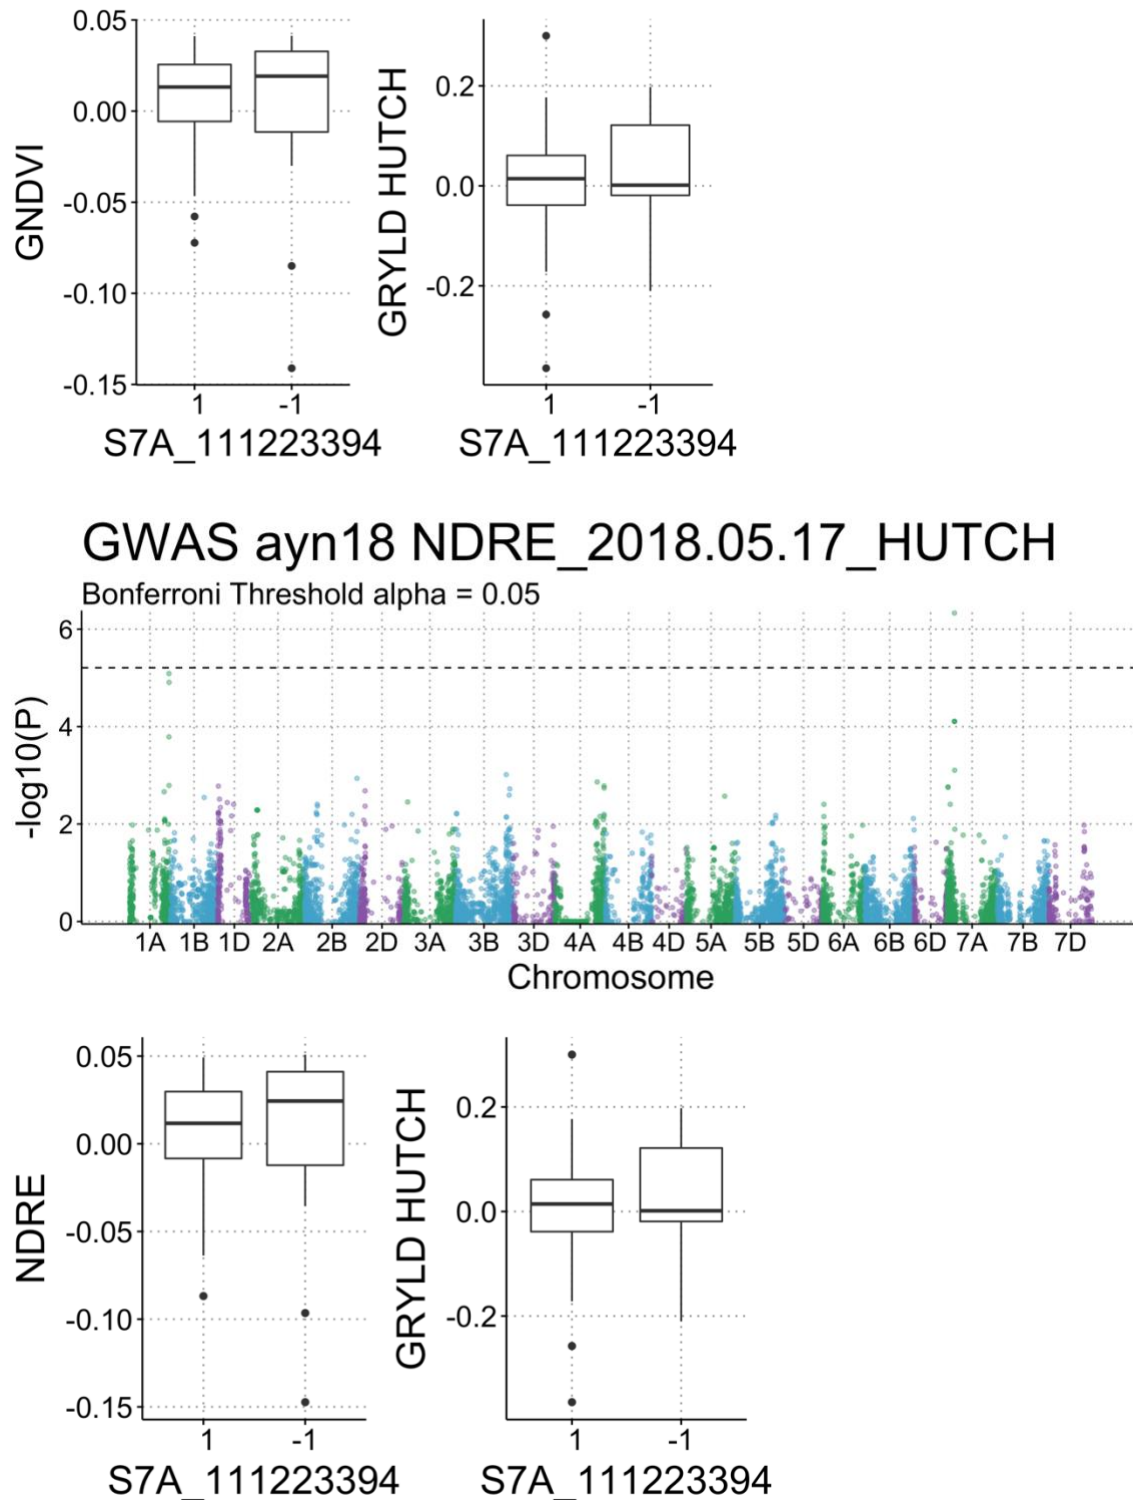 GNDVI
0.05
0.00
-0.05
-0.10
-0.15
1 -1
S7A_111223394
GRYLD HUTCH
0.2
0.0
-0.2
1 -1
S7A_111223394
GWAS ayn18 NDRE_2018.05.17_HUTCH
Bonferroni Threshold alpha = 0.05
-log10(P)
6
4
2
0
1A 1B 1D 2A 2B 2D 3A 3B 3D 4A 4B 4D 5A 5B 5D 6A 6B 6D 7A 7B 7D
Chromosome
NDRE
0.05
0.00
-0.05
-0.10
-0.15
1 -1
S7A_111223394
GRYLD HUTCH
0.2
0.0
-0.2
1 -1
S7A_111223394